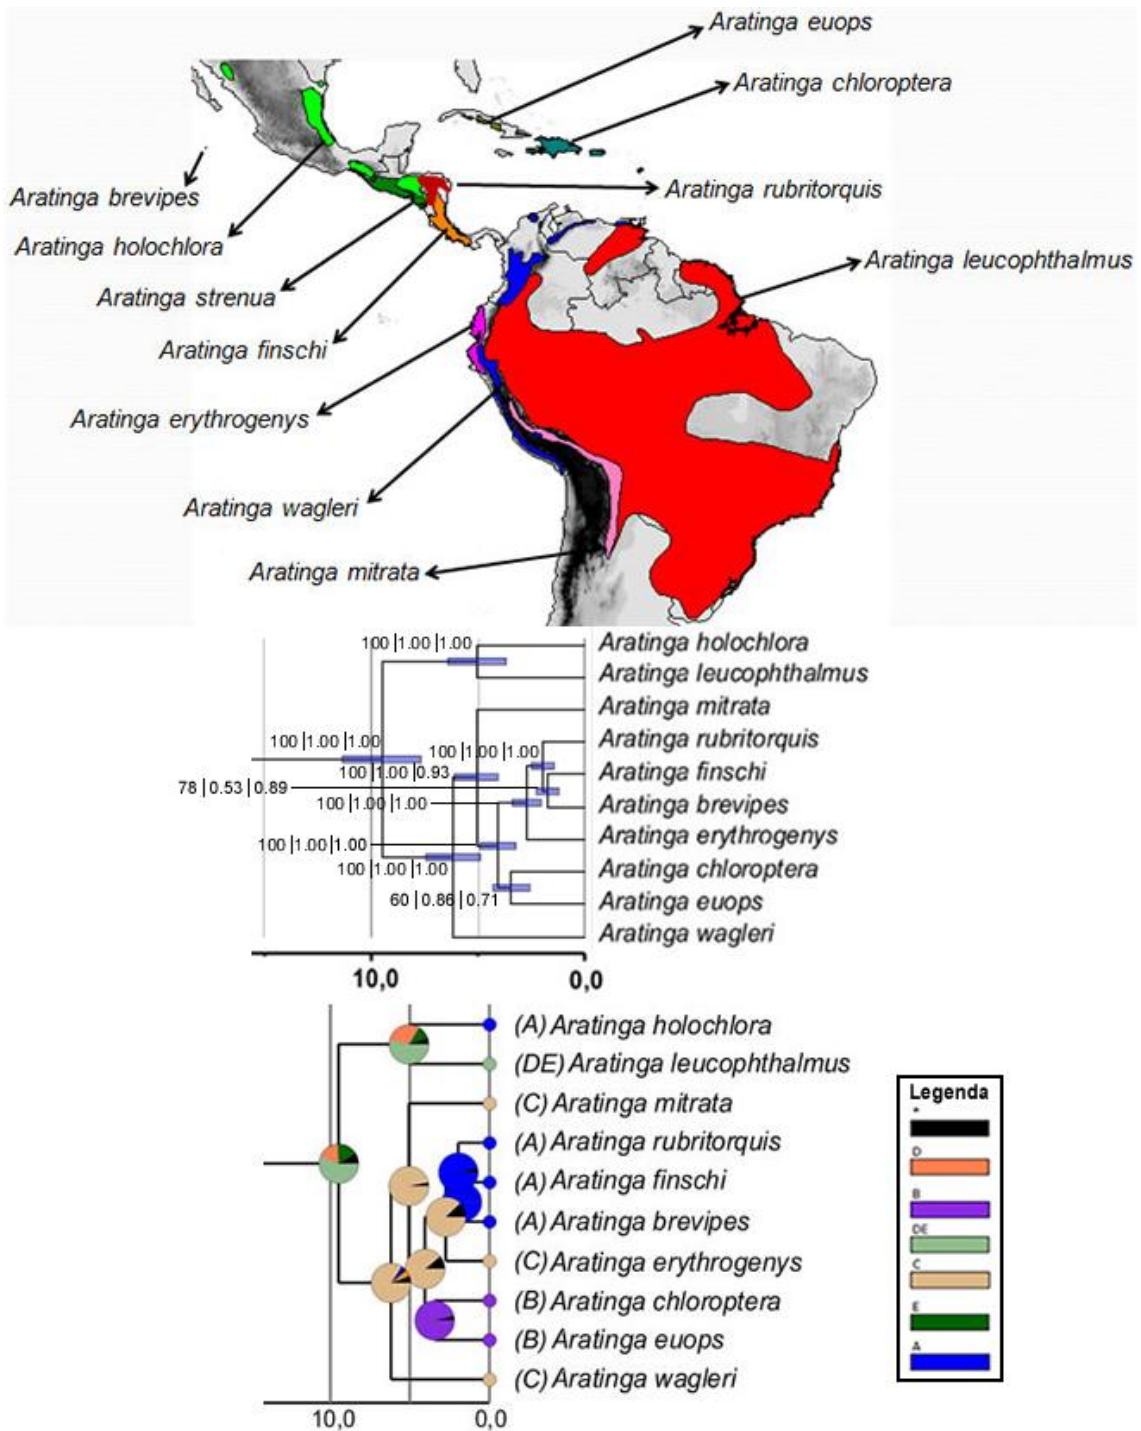 Aratinga euops
Aratinga chloroptera
Aratinga brevipes
Aratinga rubritorquis
Aratinga holochlora
Aratinga leucophthalmus
Aratinga strenua
Aratinga finschi
Aratinga erythrogenys
Aratinga wagleri
Aratinga mitrata
100|1.00|1.00
Aratinga holochlora
Aratinga leucophthalmus
Aratinga mitrata
100|1.00|1.00
100|1.00|1.00
Aratinga rubritorquis
100|1.00|0.93
Aratinga finschi
78|0.53|0.89
100|1.00|1.00
Aratinga brevipes
Aratinga erythrogenys
100|1.00|1.00
100|1.00|1.00
Aratinga chloroptera
60|0.86|0.71
Aratinga euops
Aratinga wagleri
10,0 0,0
(A) Aratinga holochlora
(DE) Aratinga leucophthalmus
(C) Aratinga mitrata
(A) Aratinga rubritorquis
(A) Aratinga finschi
(A) Aratinga brevipes
(C) Aratinga erythrogenys
(B) Aratinga chloroptera
(B) Aratinga euops
(C) Aratinga wagleri
10,0 0,0
Legenda
*
D
B
DE
C
E
A